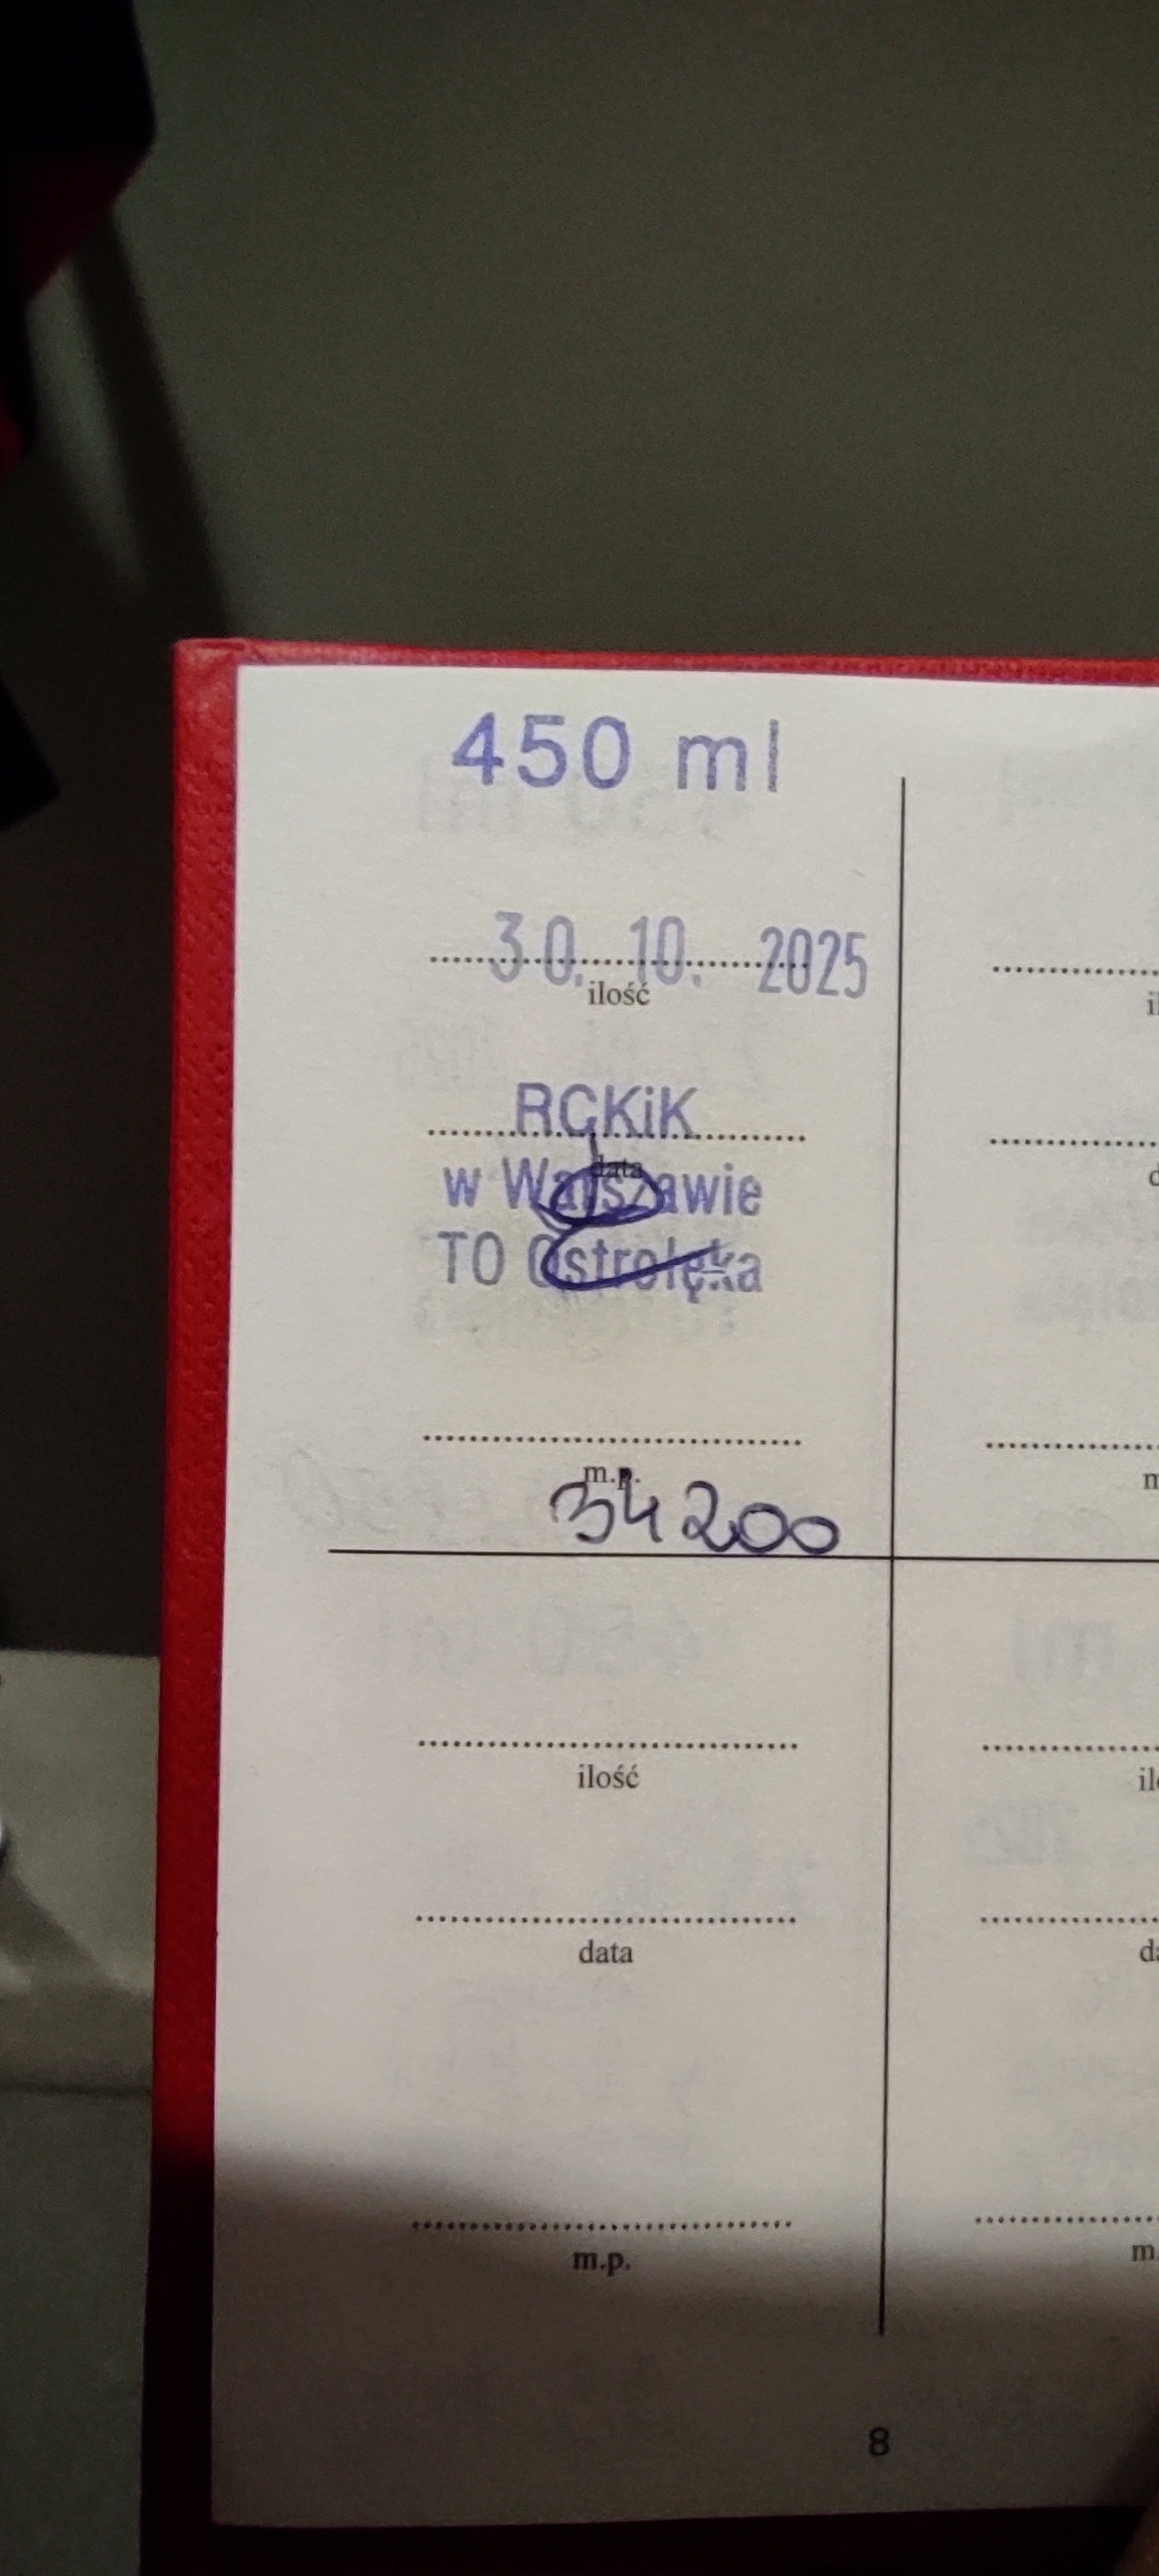 450 ml
30. 10. 2025
ilość
RCKiK
data
w Warszawie
TO Ostrołęka
m.p.
34200
ilość
data
m.p.
8